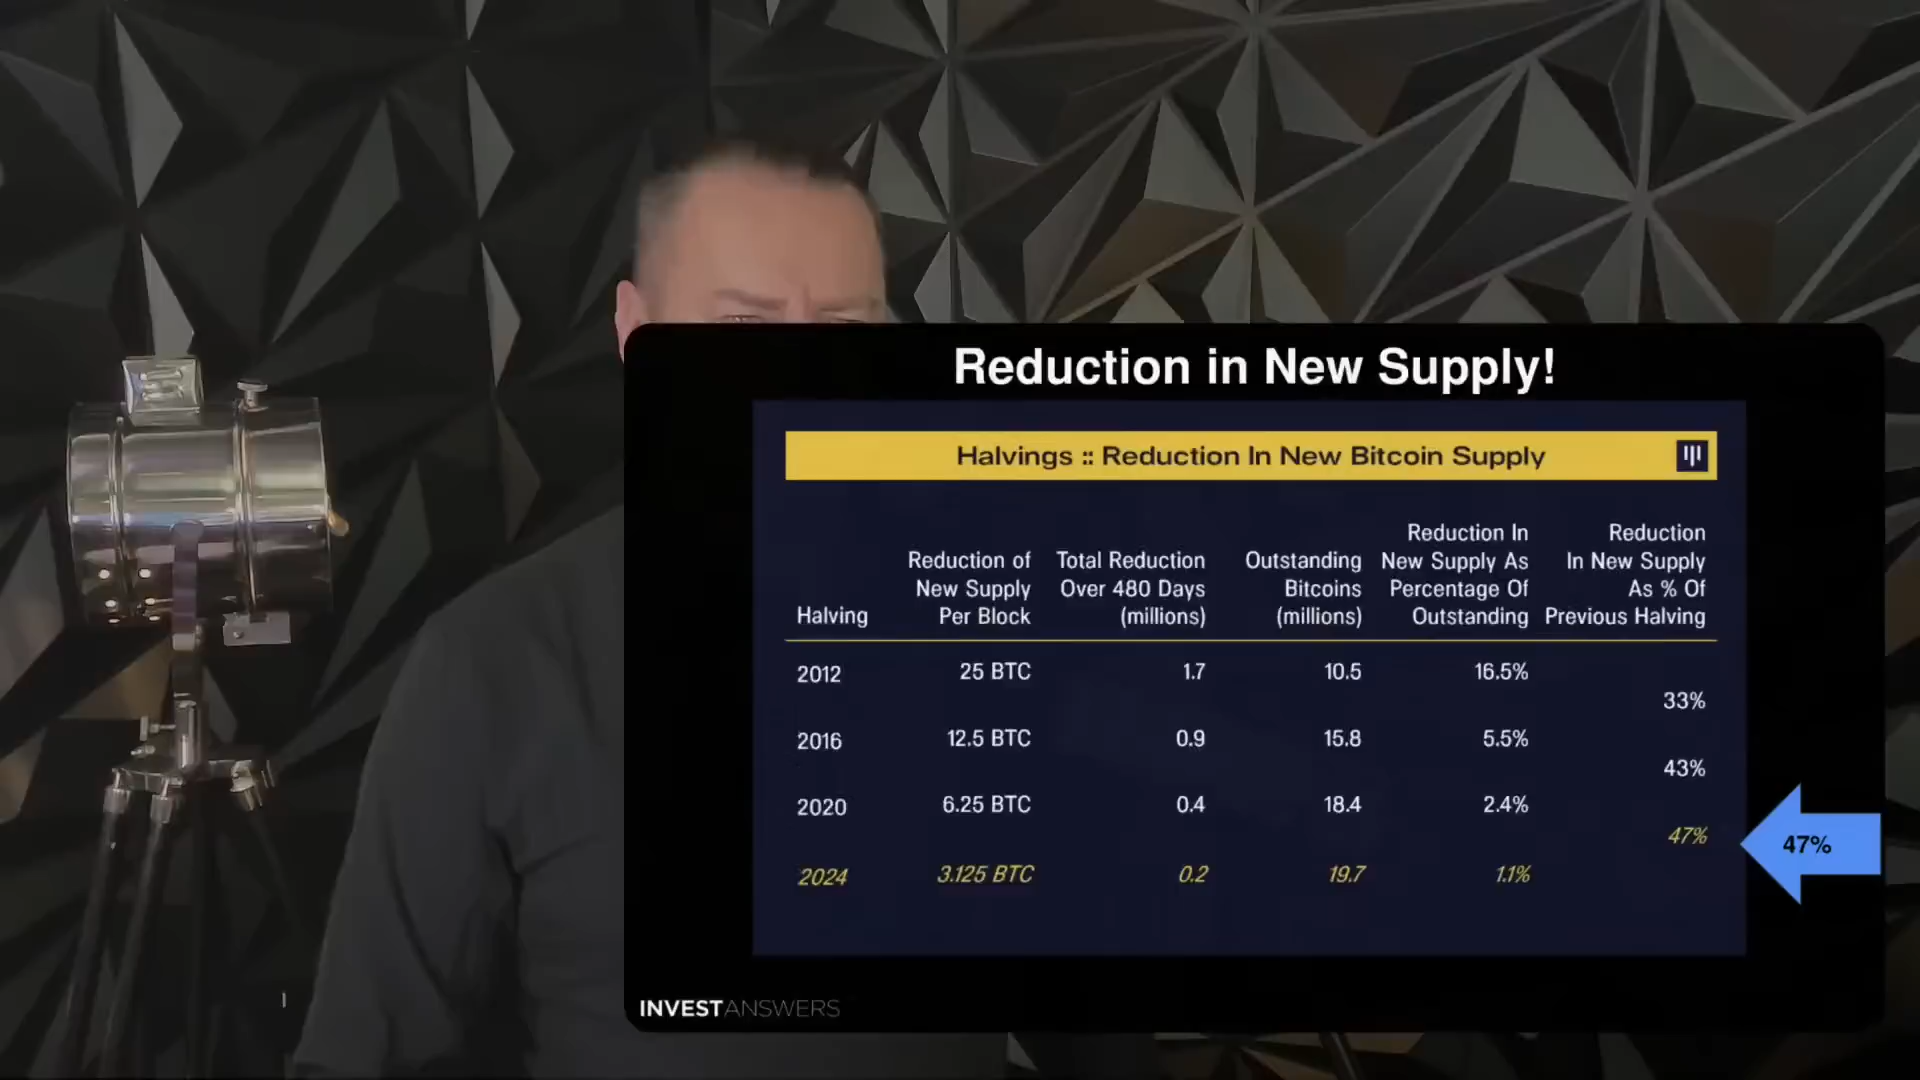 Reduction in New Supply!
Halvings :: Reduction In New Bitcoin Supply
Halving
Reduction of
New Supply
Per Block
Total Reduction
Over 480 Days
(millions)
Outstanding
Bitcoins
(millions)
Reduction In
New Supply As
Percentage Of
Outstanding
Reduction
In New Supply
As % Of
Previous Halving
2012 25 BTC 1.7 10.5 16.5%
33%
2016 12.5 BTC 0.9 15.8 5.5%
43%
2020 6.25 BTC 0.4 18.4 2.4%
47%
47%
2024 3.125 BTC 0.2 19.7 1.1%
INVESTANSWERS